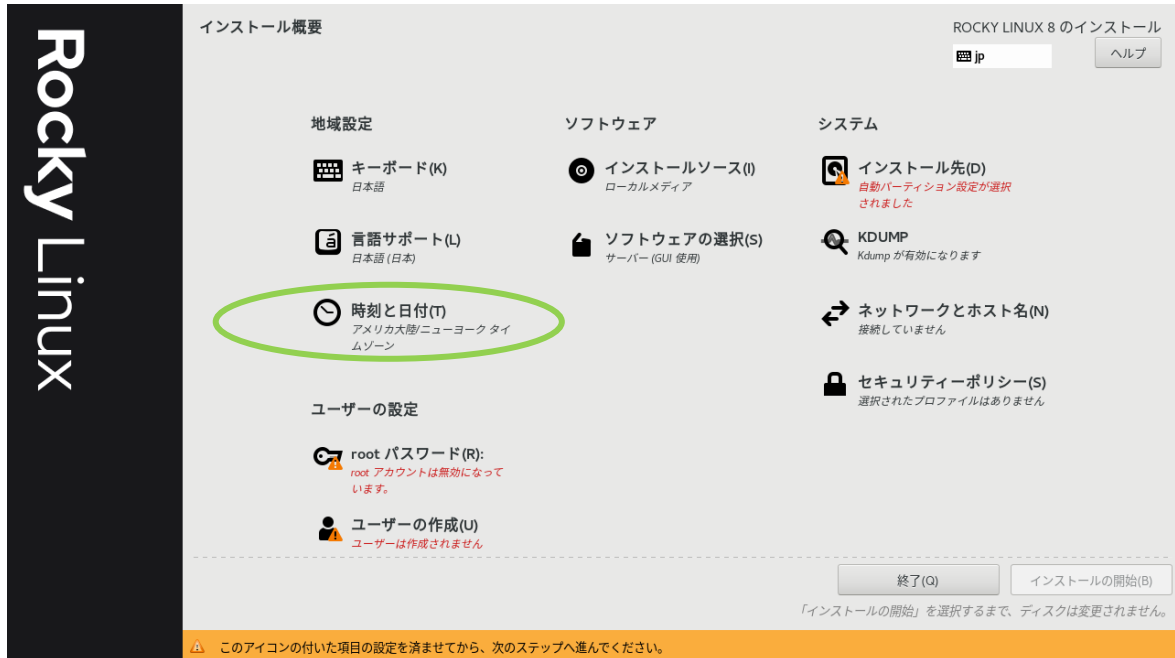 Rocky Linux
インストール概要
ROCKY LINUX 8 のインストール
jp
ヘルプ
地域設定
キーボード(K)
日本語
á
言語サポート(L)
日本語 (日本)
時刻と日付(T)
アメリカ大陸/ニューヨーク タイ
ムゾーン
ソフトウェア
インストールソース(I)
ローカルメディア
ソフトウェアの選択(S)
サーバー (GUI 使用)
システム
インストール先(D)
自動パーティション設定が選択
されました
KDUMP
Kdump が有効になります
ネットワークとホスト名(N)
接続していません
セキュリティーポリシー(S)
選択されたプロファイルはありません
ユーザーの設定
root パスワード(R):
root アカウントは無効になって
います。
ユーザーの作成(U)
ユーザーは作成されません
終了(Q)
インストールの開始(B)
「インストールの開始」を選択するまで、ディスクは変更されません。
このアイコンの付いた項目の設定を済ませてから、次のステップへ進んでください。